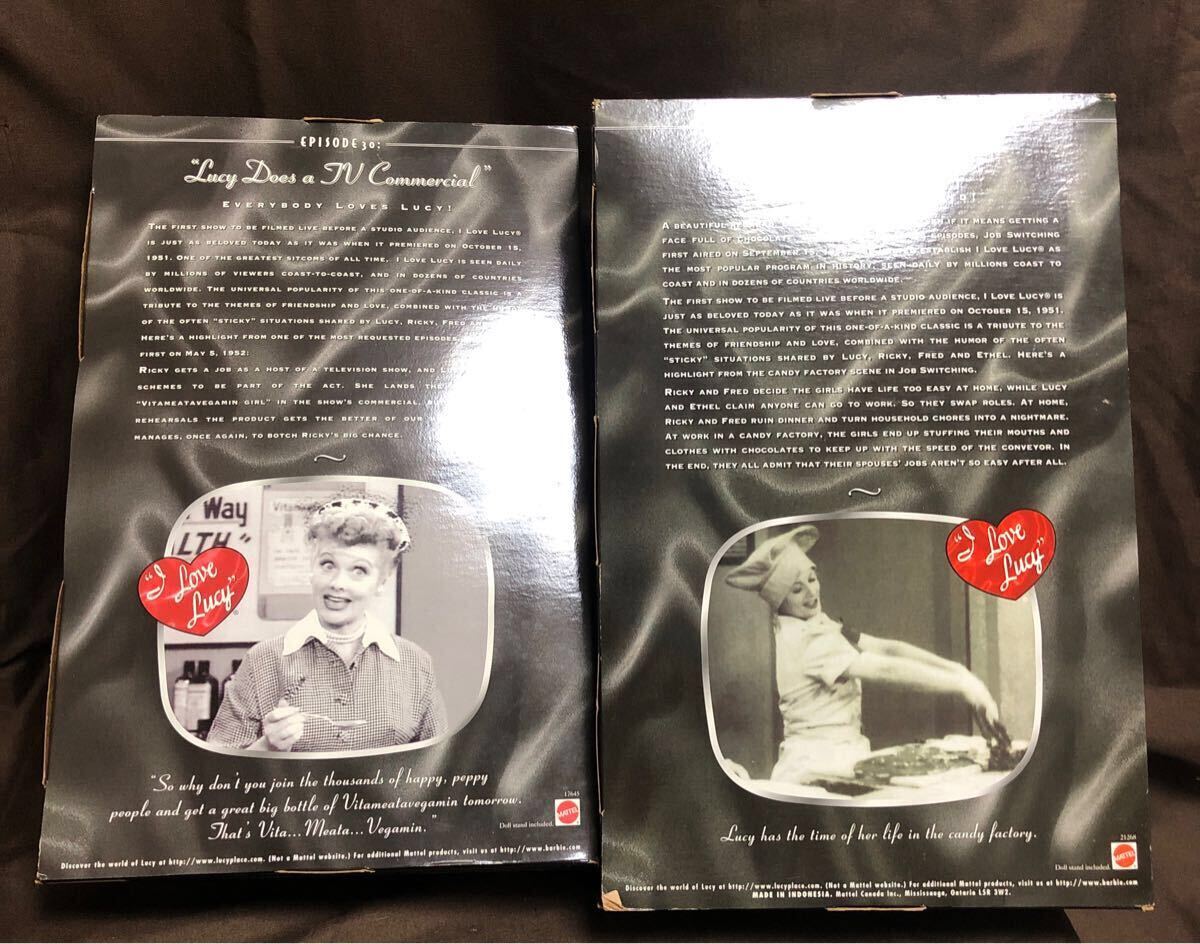 EPISODE 30:
"Lucy Does a TV Commercial"
EVERYBODY LOVES LUCY!
THE FIRST SHOW TO BE FILMED LIVE BEFORE A STUDIO AUDIENCE, I LOVE LUCY®
IS JUST AS BELOVED TODAY AS IT WAS WHEN IT PREMIERED ON OCTOBER 15,
1951. ONE OF THE GREATEST SITCOMS OF ALL TIME, I LOVE LUCY IS SEEN DAILY
BY MILLIONS OF VIEWERS COAST-TO-COAST, AND IN DOZENS OF COUNTRIES
WORLDWIDE. THE UNIVERSAL POPULARITY OF THIS ONE-OF-A-KIND CLASSIC IS A
TRIBUTE TO THE THEMES OF FRIENDSHIP AND LOVE, COMBINED WITH THE
OF THE OFTEN "STICKY" SITUATIONS SHARED BY LUCY, RICKY, FRED AND
HERE'S A HIGHLIGHT FROM ONE OF THE MOST REQUESTED EPISODES,
FIRST ON MAY 5, 1952:
RICKY GETS A JOB AS A HOST OF A TELEVISION SHOW, AND
SCHEMES TO BE PART OF THE ACT. SHE LANDS THE
"VITAMEATAVEGAMIN GIRL" IN THE SHOW'S COMMERCIAL,
REHEARSALS THE PRODUCT GETS THE BETTER OF OUR
MANAGES, ONCE AGAIN, TO BOTCH RICKY'S BIG CHANCE.
Way
LTH"
"I Love Lucy"®
"So why don't you join the thousands of happy, peppy
people and get a great big bottle of Vitameatavegamin tomorrow.
That's Vita...Meata...Vegamin."
17645
Doll stand included.
MATTEL
Discover the world of Lucy at http://www.lucyplace.com. (Not a Mattel website.) For additional Mattel products, visit us at http://www.barbie.com
A BEAUTIFUL IF IT MEANS GETTING A
FACE FULL OF CHOCOLAT EPISODES, JOB SWITCHING
FIRST AIRED ON SEPTEMBER ESTABLISH I LOVE LUCY® AS
THE MOST POPULAR PROGRAM IN HISTORY, SEEN DAILY BY MILLIONS COAST TO
COAST AND IN DOZENS OF COUNTRIES WORLDWIDE.
THE FIRST SHOW TO BE FILMED LIVE BEFORE A STUDIO AUDIENCE, I LOVE LUCY® IS
JUST AS BELOVED TODAY AS IT WAS WHEN IT PREMIERED ON OCTOBER 15, 1951.
THE UNIVERSAL POPULARITY OF THIS ONE-OF-A-KIND CLASSIC IS A TRIBUTE TO THE
THEMES OF FRIENDSHIP AND LOVE, COMBINED WITH THE HUMOR OF THE OFTEN
"STICKY" SITUATIONS SHARED BY LUCY, RICKY, FRED AND ETHEL. HERE'S A
HIGHLIGHT FROM THE CANDY FACTORY SCENE IN JOB SWITCHING.
RICKY AND FRED DECIDE THE GIRLS HAVE LIFE TOO EASY AT HOME, WHILE LUCY
AND ETHEL CLAIM ANYONE CAN GO TO WORK. SO THEY SWAP ROLES. AT HOME,
RICKY AND FRED RUIN DINNER AND TURN HOUSEHOLD CHORES INTO A NIGHTMARE.
AT WORK IN A CANDY FACTORY, THE GIRLS END UP STUFFING THEIR MOUTHS AND
CLOTHES WITH CHOCOLATES TO KEEP UP WITH THE SPEED OF THE CONVEYOR. IN
THE END, THEY ALL ADMIT THAT THEIR SPOUSES' JOBS AREN'T SO EASY AFTER ALL.
"I Love Lucy"
Lucy has the time of her life in the candy factory.
21268
Doll stand included.
MATTEL
Discover the world of Lucy at http://www.lucyplace.com. (Not a Mattel website.) For additional Mattel products, visit us at http://www.barbie.com
MADE IN INDONESIA. Mattel Canada Inc., Mississauga, Ontario L5R 3W2.